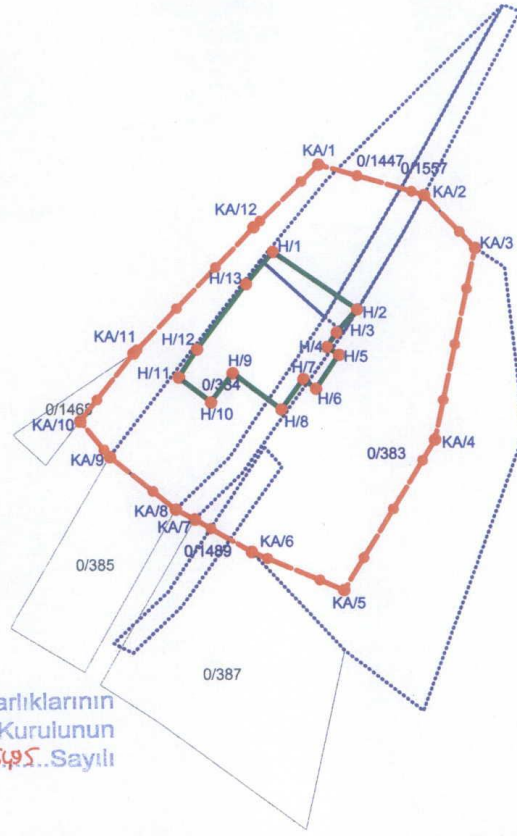 KA/1
0/1447
0/1557
KA/2
KA/12
KA/3
H/1
H/13
H/2
H/3
KA/11
H/12
H/4
H/5
H/9
H/11
0/334
H/7
H/6
0/1468
H/10
H/8
KA/10
KA/4
0/383
KA/9
KA/8
KA/7
0/1489
KA/6
0/385
KA/5
0/387
arlıklarının
Kurulunun
Sayılı